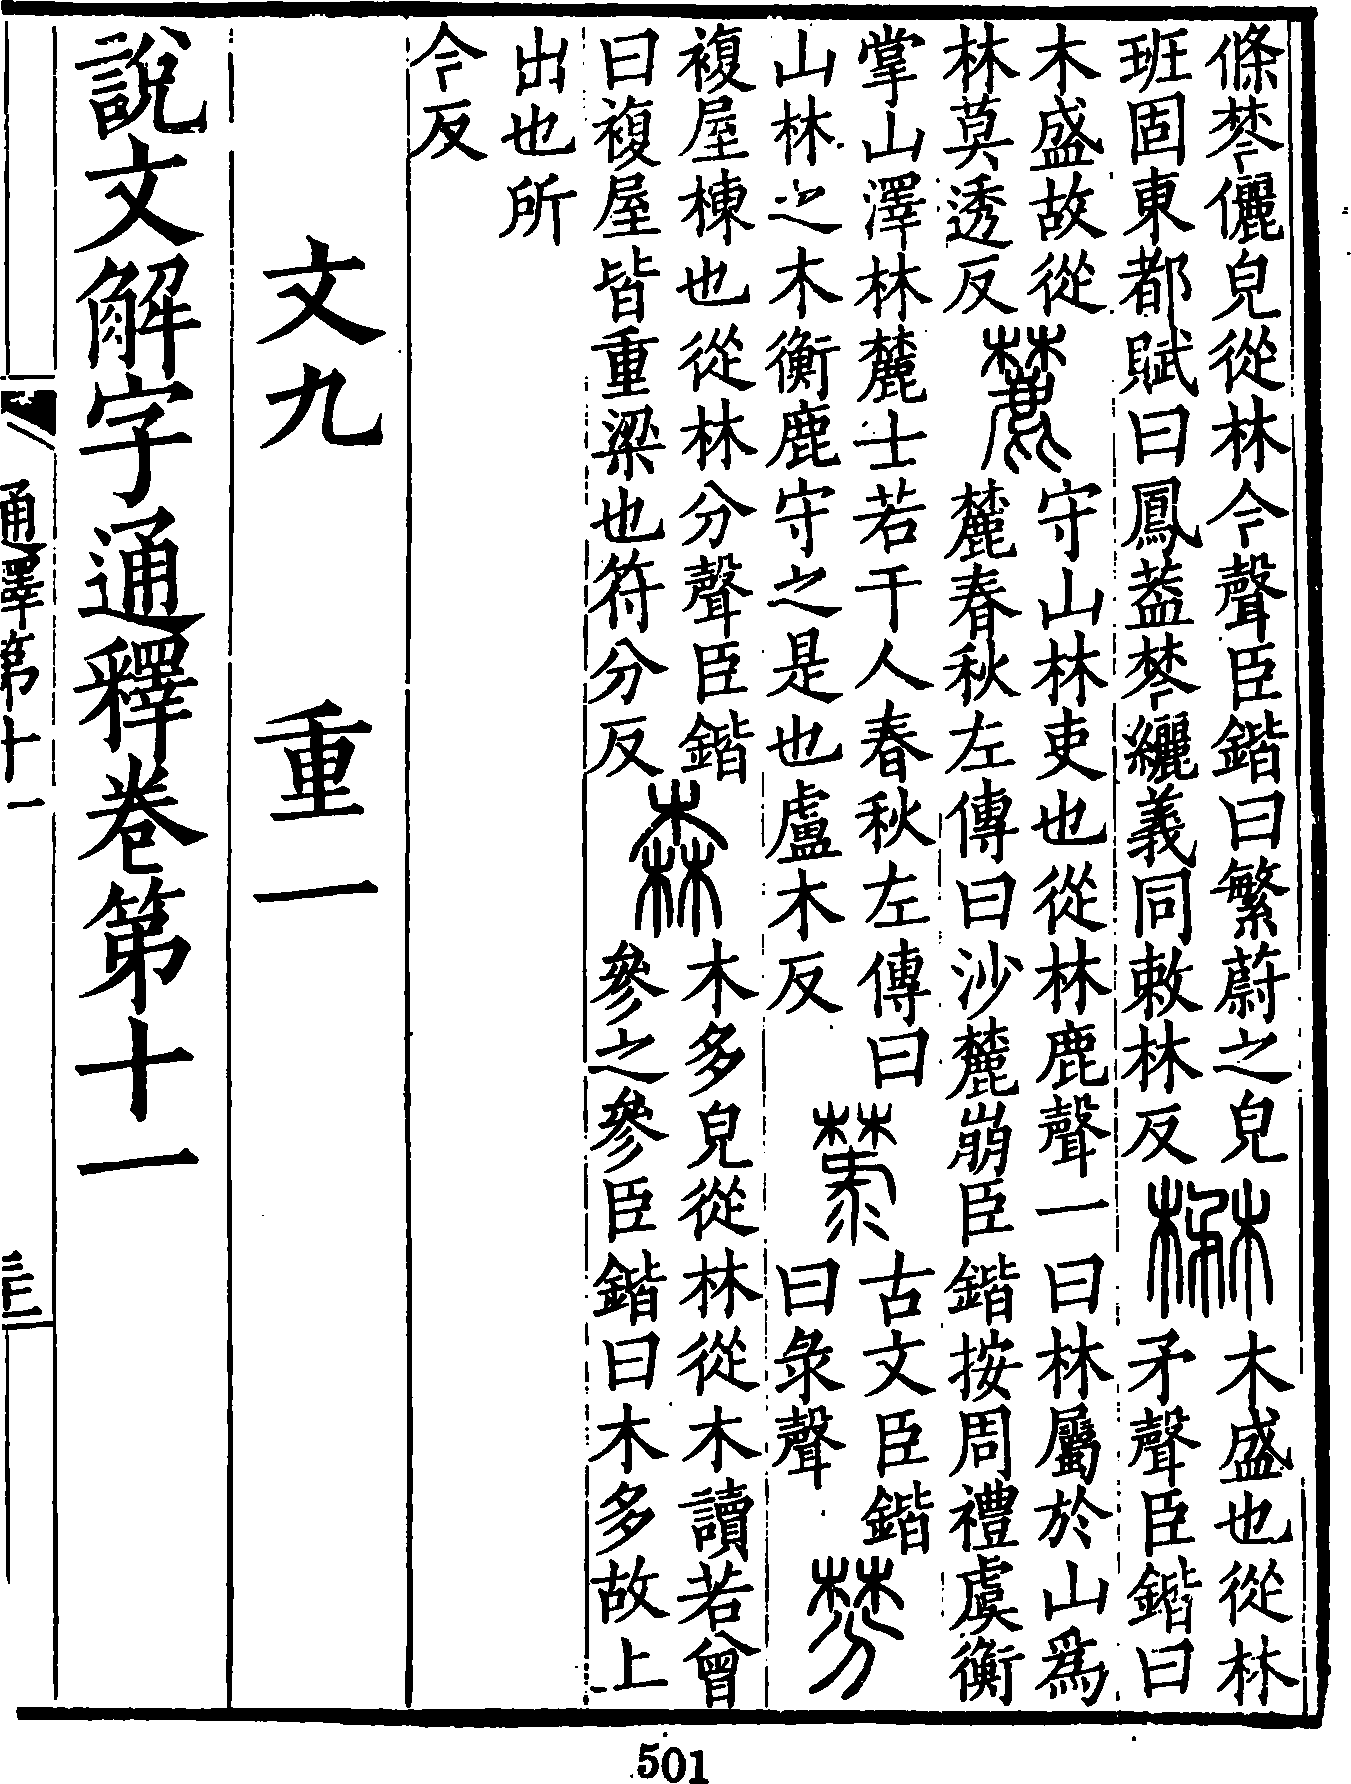 條棽儷皃從林今聲臣鍇曰繁蔚之皃
班固東都賦曰鳳葢棽纚義同敕林反
楙
木盛也從林
矛聲臣鍇曰
木盛故從
林莫透反
麓
守山林吏也從林鹿聲一曰林屬於山爲
麓春秋左傳曰沙麓崩臣鍇按周禮虞衡
掌山澤林麓士若干人春秋左傳曰
山林之木衡鹿守之是也盧木反
古文臣鍇
曰彔聲
棼
複屋棟也從林分聲臣鍇
曰複屋皆重梁也符分反
森
木多皃從林從木讀若曾
參之參臣鍇曰木多故上
出也所
今反
文九 重一
說文解字通釋卷第十一
通釋第十一
501